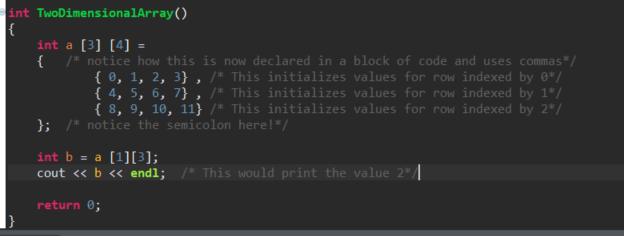 int TwoDimensionalArray()
{
int a [3] [4] =
{ /* notice how this is now declared in a block of code and uses commas*/
{ 0, 1, 2, 3} , /* This initializes values for row indexed by 0*/
{ 4, 5, 6, 7} , /* This initializes values for row indexed by 1*/
{ 8, 9, 10, 11} /* This initializes values for row indexed by 2*/
}; /* notice the semicolon here!*/
int b = a [1][3];
cout << b << endl; /* This would print the value 2*/
return 0;
}